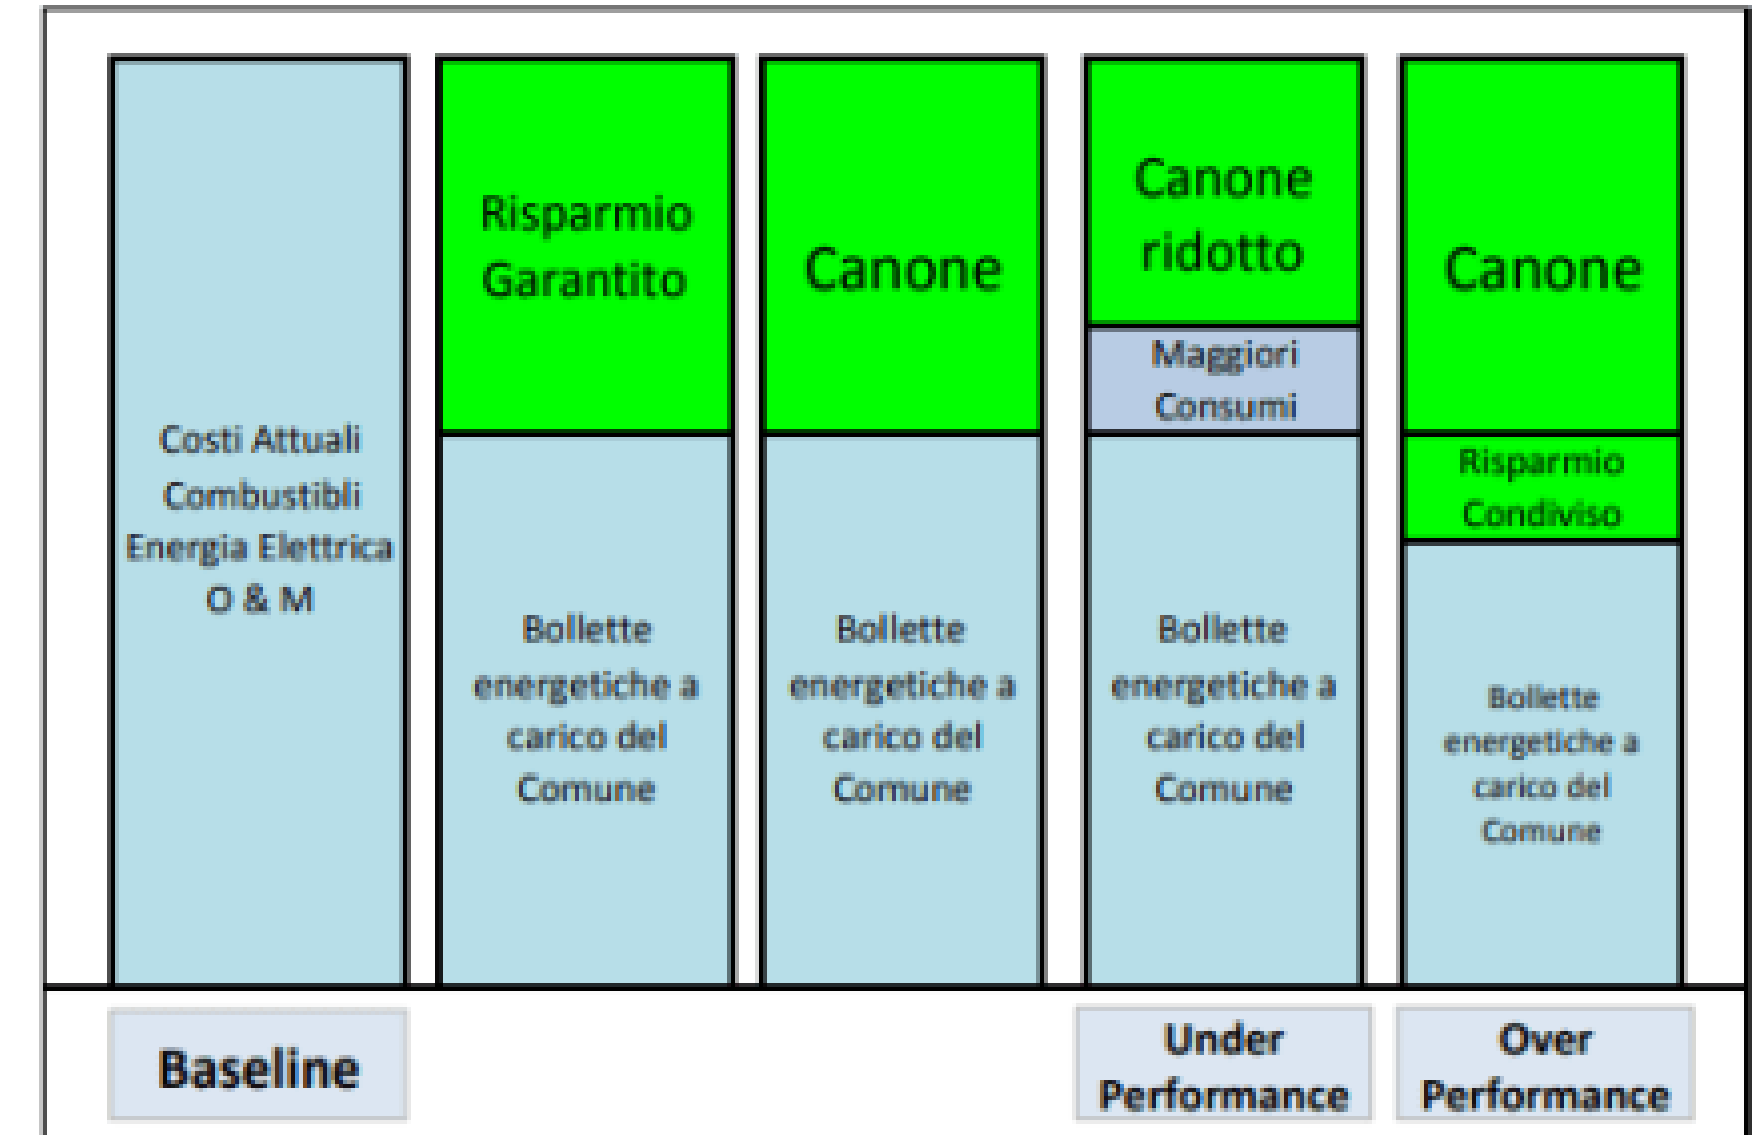 Costi Attuali
Combustibli
Energia Elettrica
O & M
Baseline
Risparmio
Garantito
Bollette
energetiche a
carico del
Comune
Canone
Bollette
energetiche a
carico del
Comune
Canone
ridotto
Maggiori
Consumi
Bollette
energetiche a
carico del
Comune
Under
Performance
Canone
Risparmio
Condiviso
Bollette
energetiche a
carico del
Comune
Over
Performance